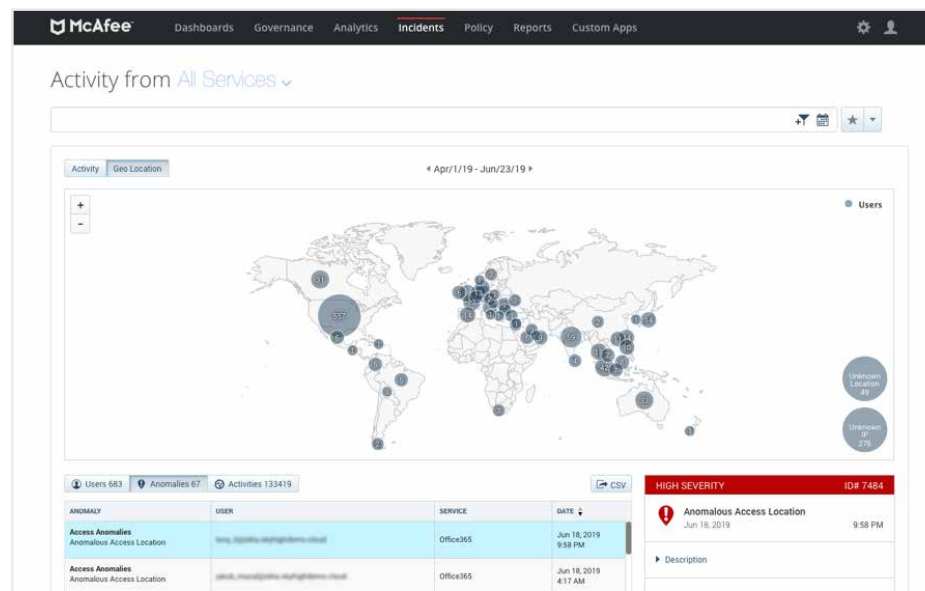 McAfee
Dashboards Governance Analytics Incidents Policy Reports Custom Apps
Activity from All Services
Activity Geo Location
Apr/1/19 - Jun/23/19
+
−
Users
557
Unknown Location 49
Unknown IP 276
Users 683 Anomalies 67 Activities 133419
CSV
ANOMALY USER SERVICE DATE
Access Anomalies
Anomalous Access Location
Office365
Jun 18, 2019
9:58 PM
Access Anomalies
Anomalous Access Location
Office365
Jun 18, 2019
4:17 AM
HIGH SEVERITY ID# 7484
Anomalous Access Location
Jun 18, 2019 9:58 PM
Description